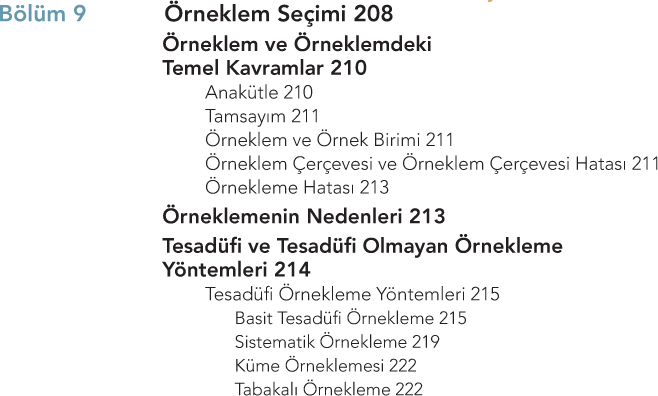 Bölüm 9 Örneklem Seçimi 208
Örneklem ve Örneklemdeki
Temel Kavramlar 210
Anakütle 210
Tamsayım 211
Örneklem ve Örnek Birimi 211
Örneklem Çerçevesi ve Örneklem Çerçevesi Hatası 211
Örnekleme Hatası 213
Örneklemenin Nedenleri 213
Tesadüfi ve Tesadüfi Olmayan Örnekleme
Yöntemleri 214
Tesadüfi Örnekleme Yöntemleri 215
Basit Tesadüfi Örnekleme 215
Sistematik Örnekleme 219
Küme Örneklemesi 222
Tabakalı Örnekleme 222